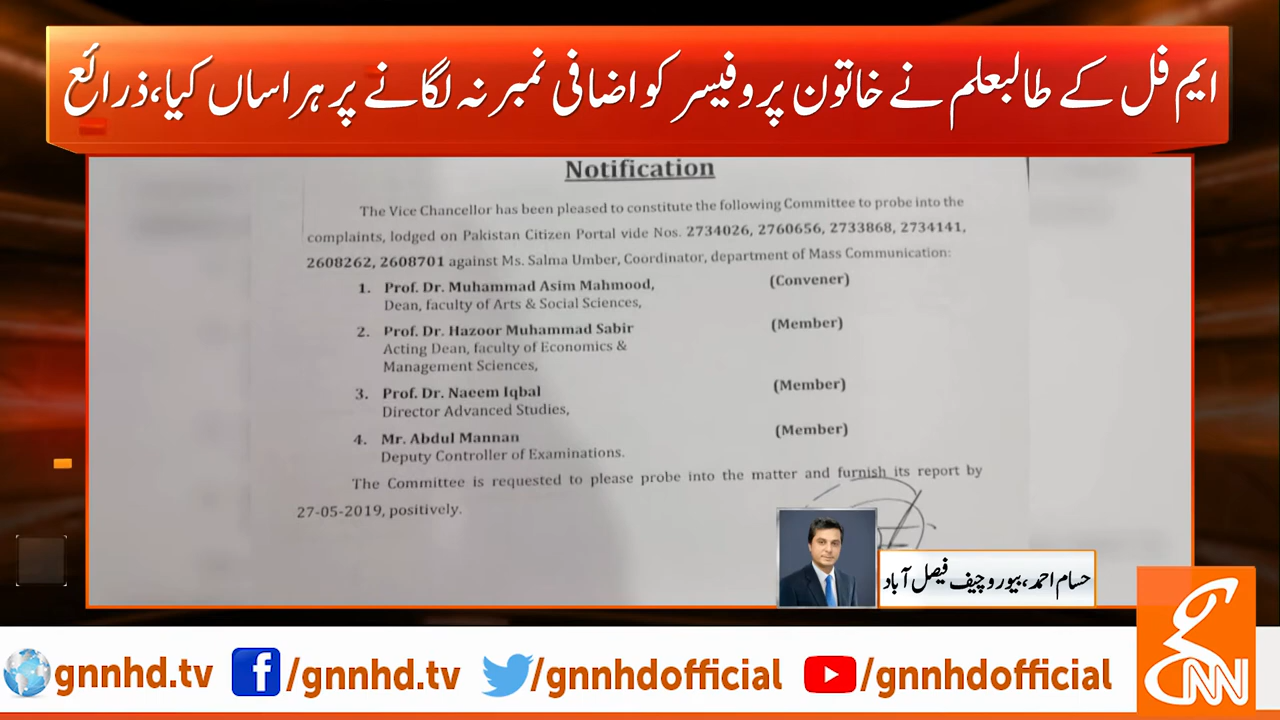 ایم فل کے طالبعلم نے خاتون پروفیسر کو اضافی نمبر نہ لگانے پر ہراساں کیا،ذرائع
Notification
The Vice Chancellor has been pleased to constitute the following Committee to probe into the
complaints, lodged on Pakistan Citizen Portal vide Nos. 2734026, 2760656, 2733868, 2734141,
2608262, 2608701 against Ms. Salma Umber, Coordinator, department of Mass Communication:
1. Prof. Dr. Muhammad Asim Mahmood, (Convener)
Dean, faculty of Arts & Social Sciences,
2. Prof. Dr. Hazoor Muhammad Sabir (Member)
Acting Dean, faculty of Economics &
Management Sciences,
3. Prof. Dr. Naeem Iqbal (Member)
Director Advanced Studies,
4. Mr. Abdul Mannan (Member)
Deputy Controller of Examinations.
The Committee is requested to please probe into the matter and furnish its report by
27-05-2019, positively.
حسام احمد، بیورو چیف فیصل آباد
gnnhd.tv /gnnhd.tv /gnnhdofficial /gnnhdofficial
GNN